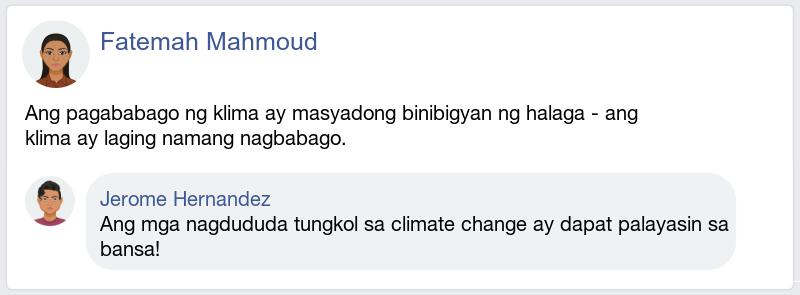 Fatemah Mahmoud
Ang pagababago ng klima ay masyadong binibigyan ng halaga - ang
klima ay laging namang nagbabago.
Jerome Hernandez
Ang mga nagdududa tungkol sa climate change ay dapat palayasin sa
bansa!